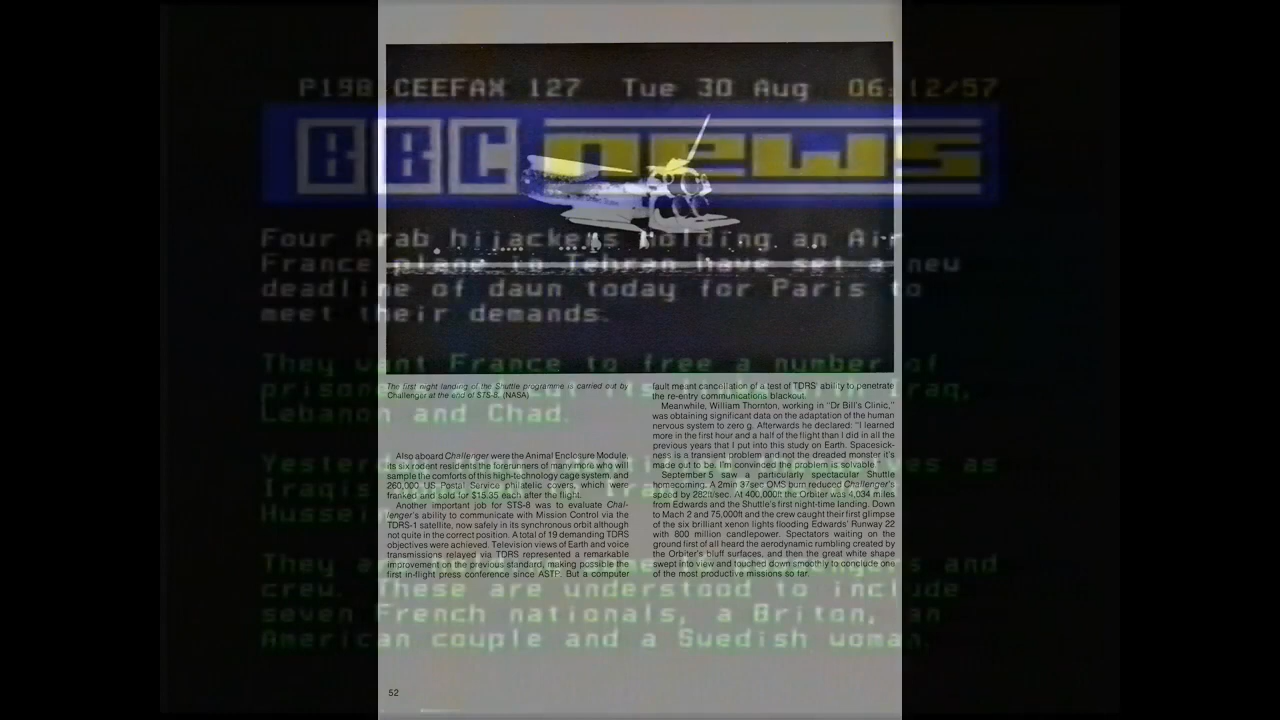 P198 CEEFAX 127 Tue 30 Aug 06:12/57
BBC news
Four Arab hijackers holding an Air
France plane in Tehran have set a new
deadline of dawn today for Paris to
meet their demands.
They want France to free a number of
Iraq,
Lebanon and Chad.
Yesterday as
Iraqis
Hussein
They and
crew. These are understood to include
seven French nationals, a Briton, an
American couple and a Swedish woman.
The first night landing of the Shuttle programme is carried out by
Challenger at the end of STS-8. (NASA)
Also aboard Challenger were the Animal Enclosure Module,
its six rodent residents the forerunners of many more who will
sample the comforts of this high-technology cage system, and
260,000 US Postal Service philatelic covers, which were
franked and sold for $15.35 each after the flight.
Another important job for STS-8 was to evaluate Chal-
lenger's ability to communicate with Mission Control via the
TDRS-1 satellite, now safely in its synchronous orbit although
not quite in the correct position. A total of 19 demanding TDRS
objectives were achieved. Television views of Earth and voice
transmissions relayed via TDRS represented a remarkable
improvement on the previous standard, making possible the
first in-flight press conference since ASTP. But a computer
fault meant cancellation of a test of TDRS' ability to penetrate
the re-entry communications blackout.
Meanwhile, William Thornton, working in "Dr Bill's Clinic,"
was obtaining significant data on the adaptation of the human
nervous system to zero g. Afterwards he declared: "I learned
more in the first hour and a half of the flight than I did in all the
previous years that I put into this study on Earth. Spacesick-
ness is a transient problem and not the dreaded monster it's
made out to be. I'm convinced the problem is solvable."
September 5 saw a particularly spectacular Shuttle
homecoming. A 2min 37sec OMS burn reduced Challenger's
speed by 282ft/sec. At 400,000ft the Orbiter was 4,034 miles
from Edwards and the Shuttle's first night-time landing. Down
to Mach 2 and 75,000ft and the crew caught their first glimpse
of the six brilliant xenon lights flooding Edwards' Runway 22
with 800 million candlepower. Spectators waiting on the
ground first of all heard the aerodynamic rumbling created by
the Orbiter's bluff surfaces, and then the great white shape
swept into view and touched down smoothly to conclude one
of the most productive missions so far.
52